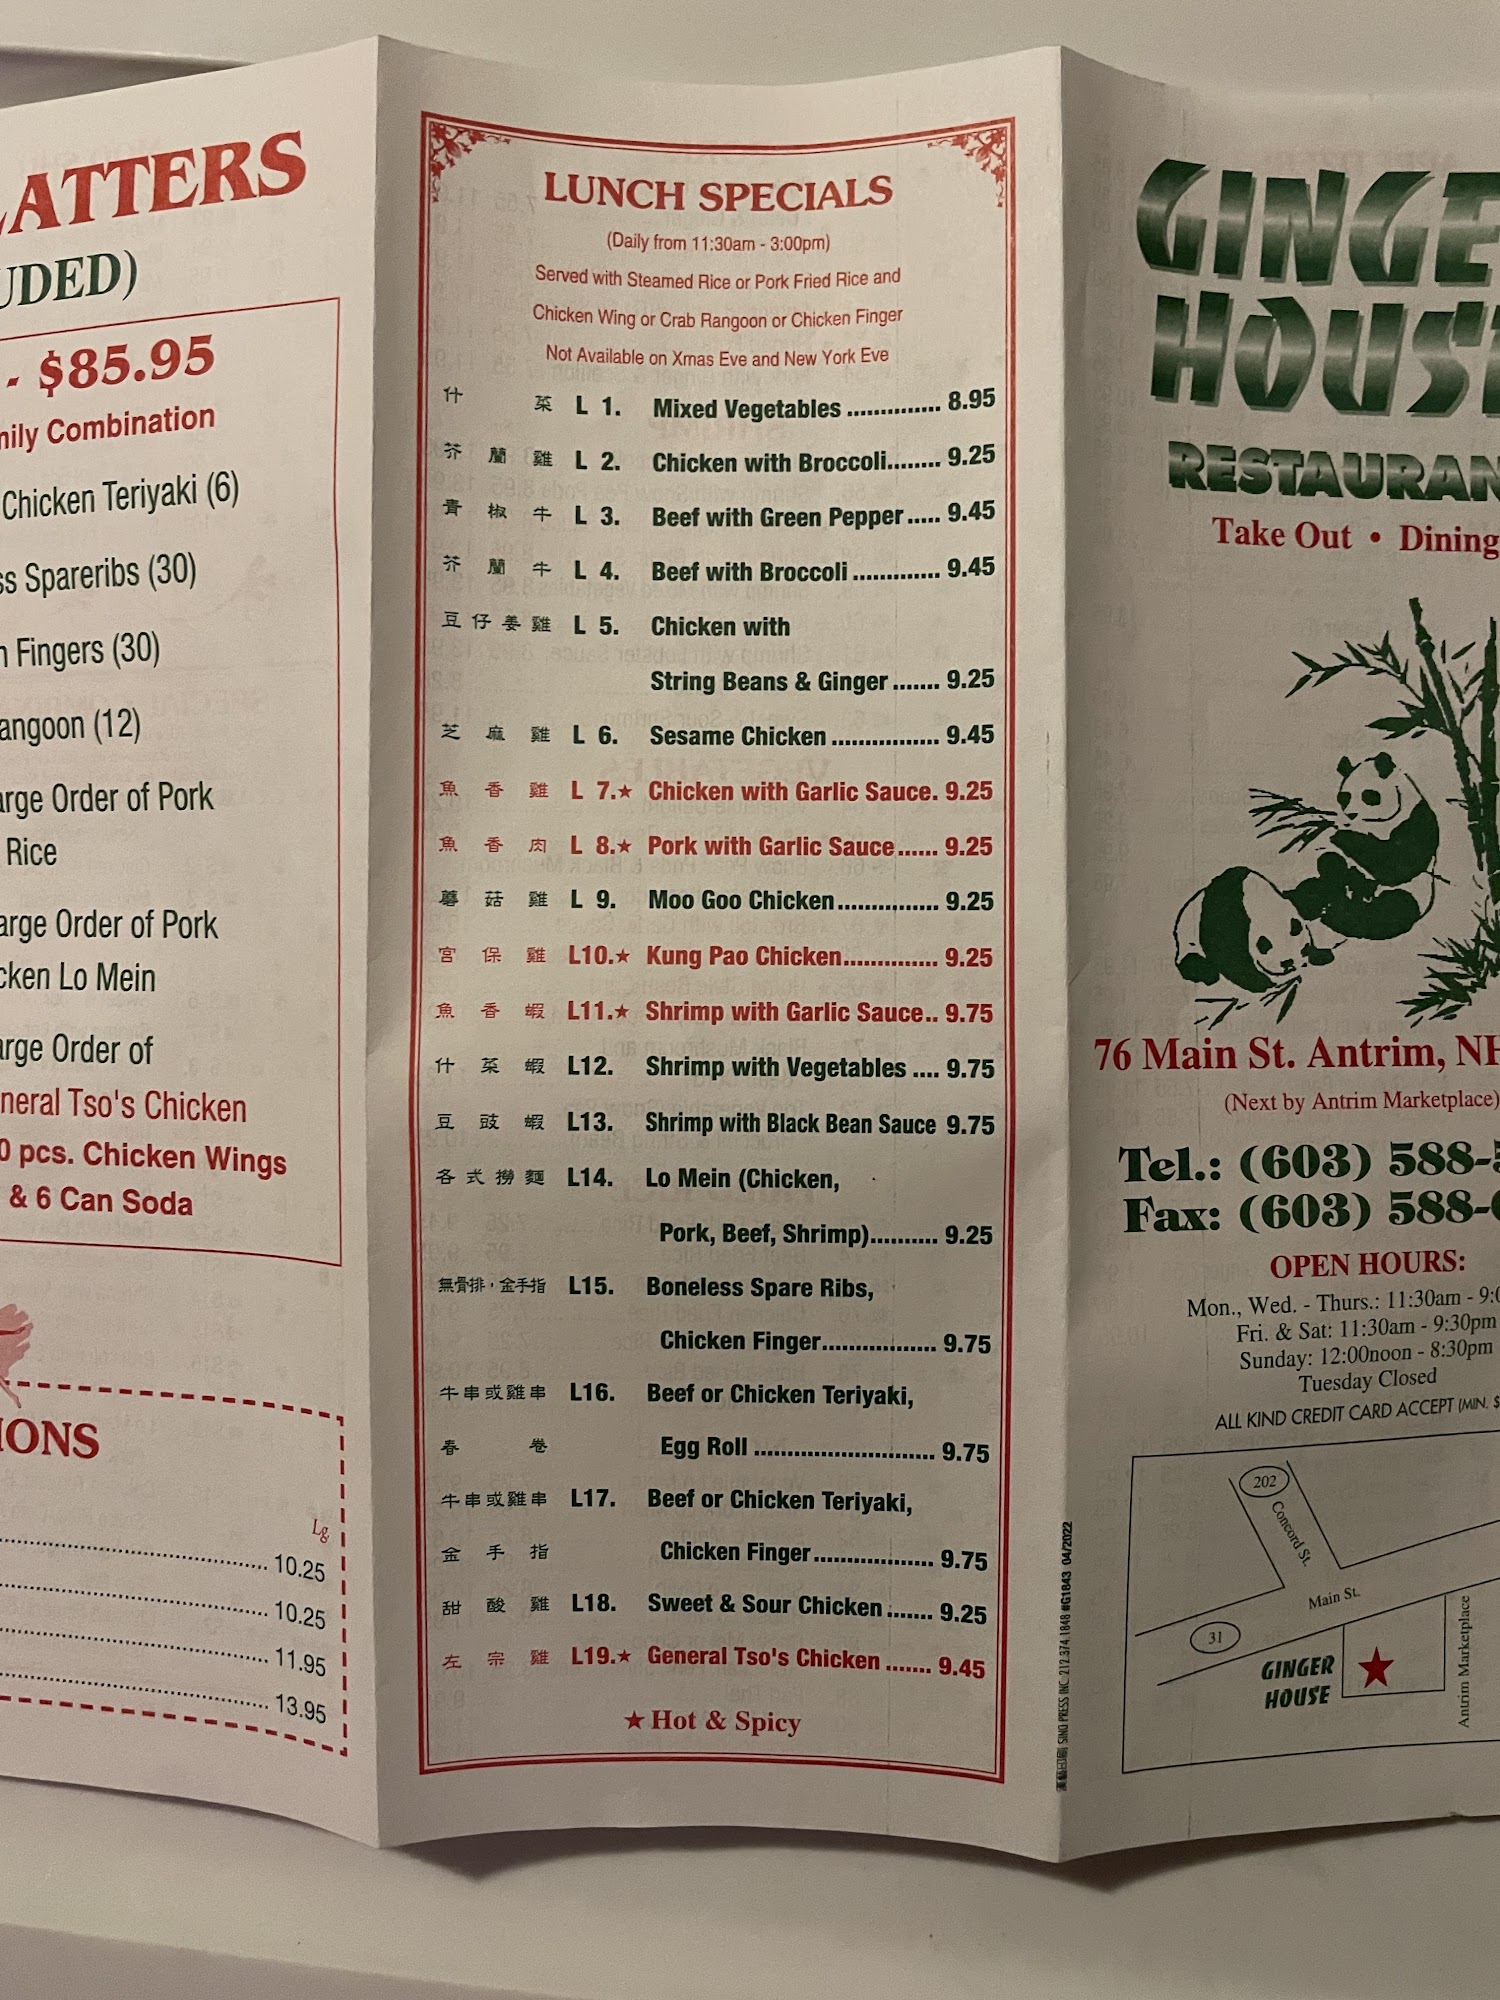 LATTERS
UDED)
- $85.95
mily Combination
Chicken Teriyaki (6)
ss Spareribs (30)
n Fingers (30)
angoon (12)
arge Order of Pork
Rice
arge Order of Pork
cken Lo Mein
arge Order of
neral Tso's Chicken
0 pcs. Chicken Wings
& 6 Can Soda
IONS
Lg.
10.25
10.25
11.95
13.95
LUNCH SPECIALS
(Daily from 11:30am - 3:00pm)
Served with Steamed Rice or Pork Fried Rice and
Chicken Wing or Crab Rangoon or Chicken Finger
Not Available on Xmas Eve and New York Eve
什 菜 L 1. Mixed Vegetables .............. 8.95
芥蘭雞 L 2. Chicken with Broccoli........ 9.25
青椒牛 L 3. Beef with Green Pepper ..... 9.45
芥蘭牛 L 4. Beef with Broccoli ............. 9.45
豆仔姜雞 L 5. Chicken with
String Beans & Ginger ....... 9.25
芝麻雞 L 6. Sesame Chicken ................ 9.45
魚香雞 L 7.★ Chicken with Garlic Sauce. 9.25
魚香肉 L 8.★ Pork with Garlic Sauce ...... 9.25
蘑菇雞 L 9. Moo Goo Chicken ............... 9.25
宮保雞 L10.★ Kung Pao Chicken.............. 9.25
魚香蝦 L11.★ Shrimp with Garlic Sauce.. 9.75
什菜蝦 L12. Shrimp with Vegetables .... 9.75
豆豉蝦 L13. Shrimp with Black Bean Sauce 9.75
各式撈麵 L14. Lo Mein (Chicken,
Pork, Beef, Shrimp).......... 9.25
無骨排，金手指 L15. Boneless Spare Ribs,
Chicken Finger................. 9.75
牛串或雞串 L16. Beef or Chicken Teriyaki,
春 卷 Egg Roll ........................... 9.75
牛串或雞串 L17. Beef or Chicken Teriyaki,
金手指 Chicken Finger.................. 9.75
甜酸雞 L18. Sweet & Sour Chicken ....... 9.25
左宗雞 L19.★ General Tso's Chicken ....... 9.45
★ Hot & Spicy
SINO PRESS INC. 212.374.1848 #G1843 04/2022
GINGE
HOUSE
RESTAURAN
Take Out • Dining
76 Main St. Antrim, NH
(Next by Antrim Marketplace)
Tel.: (603) 588-5
Fax: (603) 588-6
OPEN HOURS:
Mon., Wed. - Thurs.: 11:30am - 9:0
Fri. & Sat: 11:30am - 9:30pm
Sunday: 12:00noon - 8:30pm
Tuesday Closed
ALL KIND CREDIT CARD ACCEPT (MIN. $
202
Concord St.
Main St.
31
GINGER
HOUSE
Antrim Marketplace